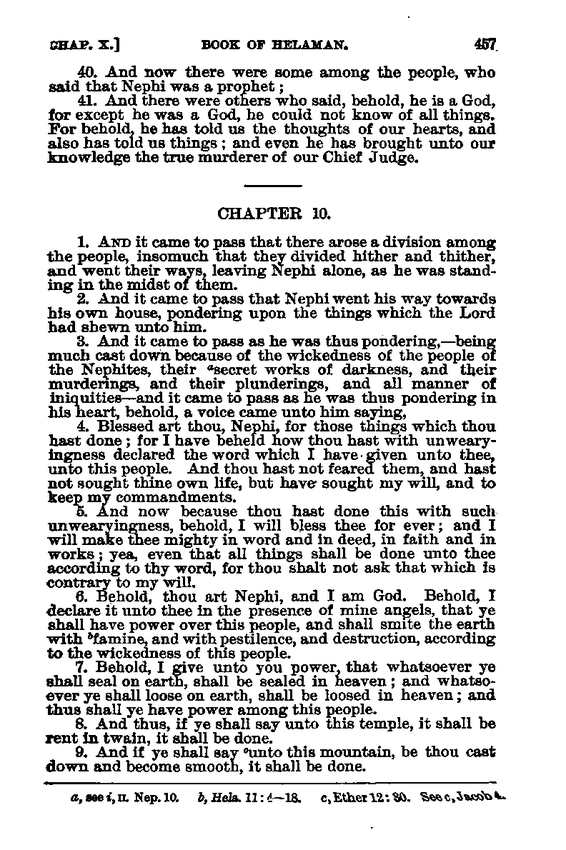 CHAP. X.] BOOK OF HELAMAN. 457
40. And now there were some among the people, who
said that Nephi was a prophet;
41. And there were others who said, behold, he is a God,
for except he was a God, he could not know of all things.
For behold, he has told us the thoughts of our hearts, and
also has told us things; and even he has brought unto our
knowledge the true murderer of our Chief Judge.
CHAPTER 10.
1. AND it came to pass that there arose a division among
the people, insomuch that they divided hither and thither,
and went their ways, leaving Nephi alone, as he was stand-
ing in the midst of them.
2. And it came to pass that Nephi went his way towards
his own house, pondering upon the things which the Lord
had shewn unto him.
3. And it came to pass as he was thus pondering,—being
much cast down because of the wickedness of the people of
the Nephites, their ᵃsecret works of darkness, and their
murderings, and their plunderings, and all manner of
iniquities—and it came to pass as he was thus pondering in
his heart, behold, a voice came unto him saying,
4. Blessed art thou, Nephi, for those things which thou
hast done; for I have beheld how thou hast with unweary-
ingness declared the word which I have given unto thee,
unto this people. And thou hast not feared them, and hast
not sought thine own life, but have sought my will, and to
keep my commandments.
5. And now because thou hast done this with such
unwearyingness, behold, I will bless thee for ever; and I
will make thee mighty in word and in deed, in faith and in
works; yea, even that all things shall be done unto thee
according to thy word, for thou shalt not ask that which is
contrary to my will.
6. Behold, thou art Nephi, and I am God. Behold, I
declare it unto thee in the presence of mine angels, that ye
shall have power over this people, and shall smite the earth
with ᵇfamine, and with pestilence, and destruction, according
to the wickedness of this people.
7. Behold, I give unto you power, that whatsoever ye
shall seal on earth, shall be sealed in heaven; and whatso-
ever ye shall loose on earth, shall be loosed in heaven; and
thus shall ye have power among this people.
8. And thus, if ye shall say unto this temple, it shall be
rent in twain, it shall be done.
9. And if ye shall say ᶜunto this mountain, be thou cast
down and become smooth, it shall be done.
a, see i, II. Nep. 10. b, Hela. 11: 4—18. c, Ether 12: 30. See c, Jacob 4.